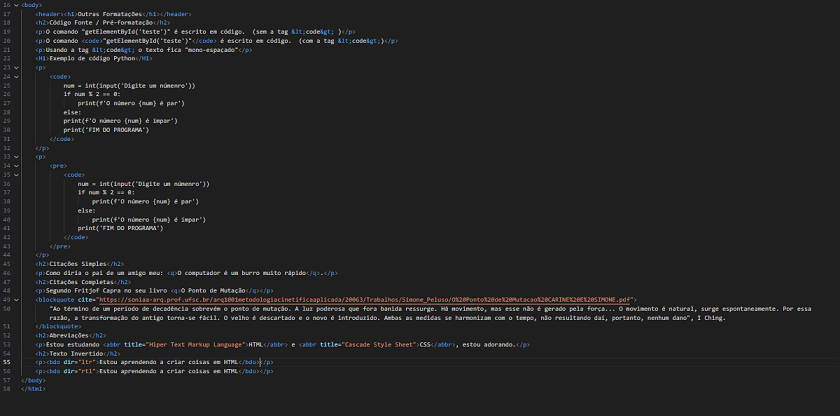 16 <body>
17 <header><h1>Outras Formatações</h1></header>
18 <h2>Código Fonte / Pré-formatação</h2>
19 <p>O comando "getElementById('teste')" é escrito em código. (sem a tag &lt;code&gt; )</p>
20 <p>O comando <code>"getElementById('teste')"</code> é escrito em código. (com a tag &lt;code&gt;)</p>
21 <p>Usando a tag &lt;code&gt; o texto fica "mono-espaçado"</p>
22 <H1>Exemplo de código Python</H1>
23 <p>
24 <code>
25 num = int(input('Digite um número'))
26 if num % 2 == 0:
27 print(f'O número {num} é par')
28 else:
29 print(f'O número {num} é impar')
30 print('FIM DO PROGRAMA')
31 </code>
32 </p>
33 <p>
34 <pre>
35 <code>
36 num = int(input('Digite um númenro'))
37 if num % 2 == 0:
38 print(f'O número {num} é par')
39 else:
40 print(f'O número {num} é impar')
41 print('FIM DO PROGRAMA')
42 </code>
43 </pre>
44 </p>
45 <h2>Citações Simples</h2>
46 <p>Como diria o pai de um amigo meu: <q>O computador é um burro muito rápido</q>.</p>
47 <h2>Citações Completas</h2>
48 <p>Segundo Fritjof Capra no seu livro <q>O Ponto de Mutação</q></p>
49 <blockquote cite="https://soniaa-arq.prof.ufsc.br/arq1001metodologiacinetificaaplicada/20063/Trabalhos/Simone_Peluso/O%20Ponto%20de%20Mutacao%20CARINE%20E%20SIMONE.pdf">
50 "Ao término de um período de decadência sobrevém o ponto de mutação. A luz poderosa que fora banida ressurge. Há movimento, mas esse não é gerado pela força... O movimento é natural, surge espontaneamente. Por essa
razão, a transformação do antigo torna-se fácil. O velho é descartado e o novo é introduzido. Ambas as medidas se harmonizam com o tempo, não resultando daí, portanto, nenhum dano", I Ching.
51 </blockquote>
52 <h2>Abreviações</h2>
53 <p>Estou estudando <abbr title="Hiper Text Markup Language">HTML</abbr> e <abbr title="Cascade Style Sheet">CSS</abbr>, estou adorando.</p>
54 <h2>Texto Invertido</h2>
55 <p><bdo dir="ltr">Estou aprendendo a criar coisas em HTML</bdo></p>
56 <p><bdo dir="rtl">Estou aprendendo a criar coisas em HTML</bdo></p>
57 </body>
58 </html>